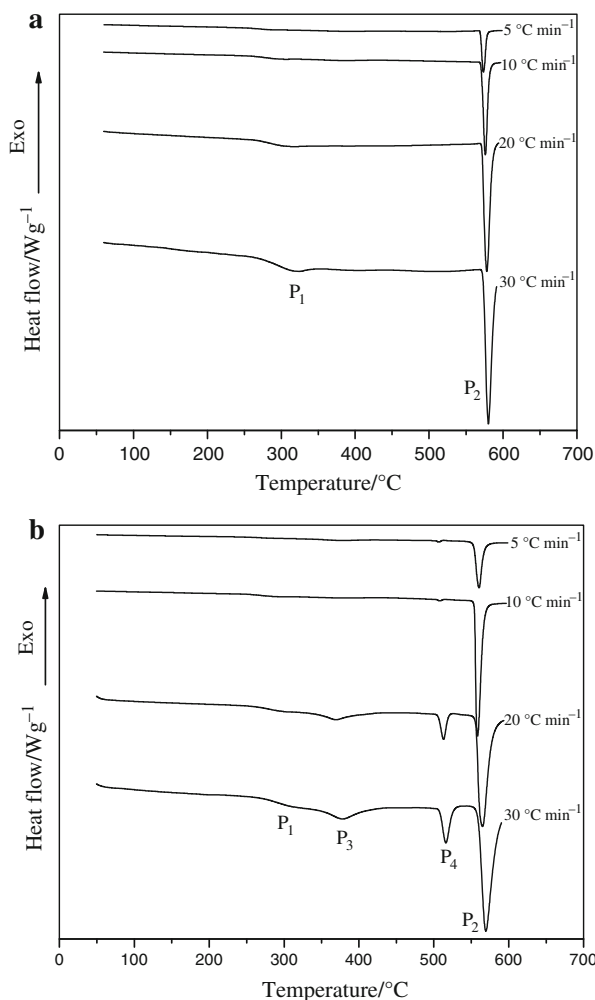 a
5 °C min⁻¹
10 °C min⁻¹
20 °C min⁻¹
30 °C min⁻¹
P₁
P₂
Heat flow/Wg⁻¹
Exo
0 100 200 300 400 500 600 700
Temperature/°C
b
5 °C min⁻¹
10 °C min⁻¹
20 °C min⁻¹
30 °C min⁻¹
P₁
P₃
P₄
P₂
Heat flow/Wg⁻¹
Exo
0 100 200 300 400 500 600 700
Temperature/°C